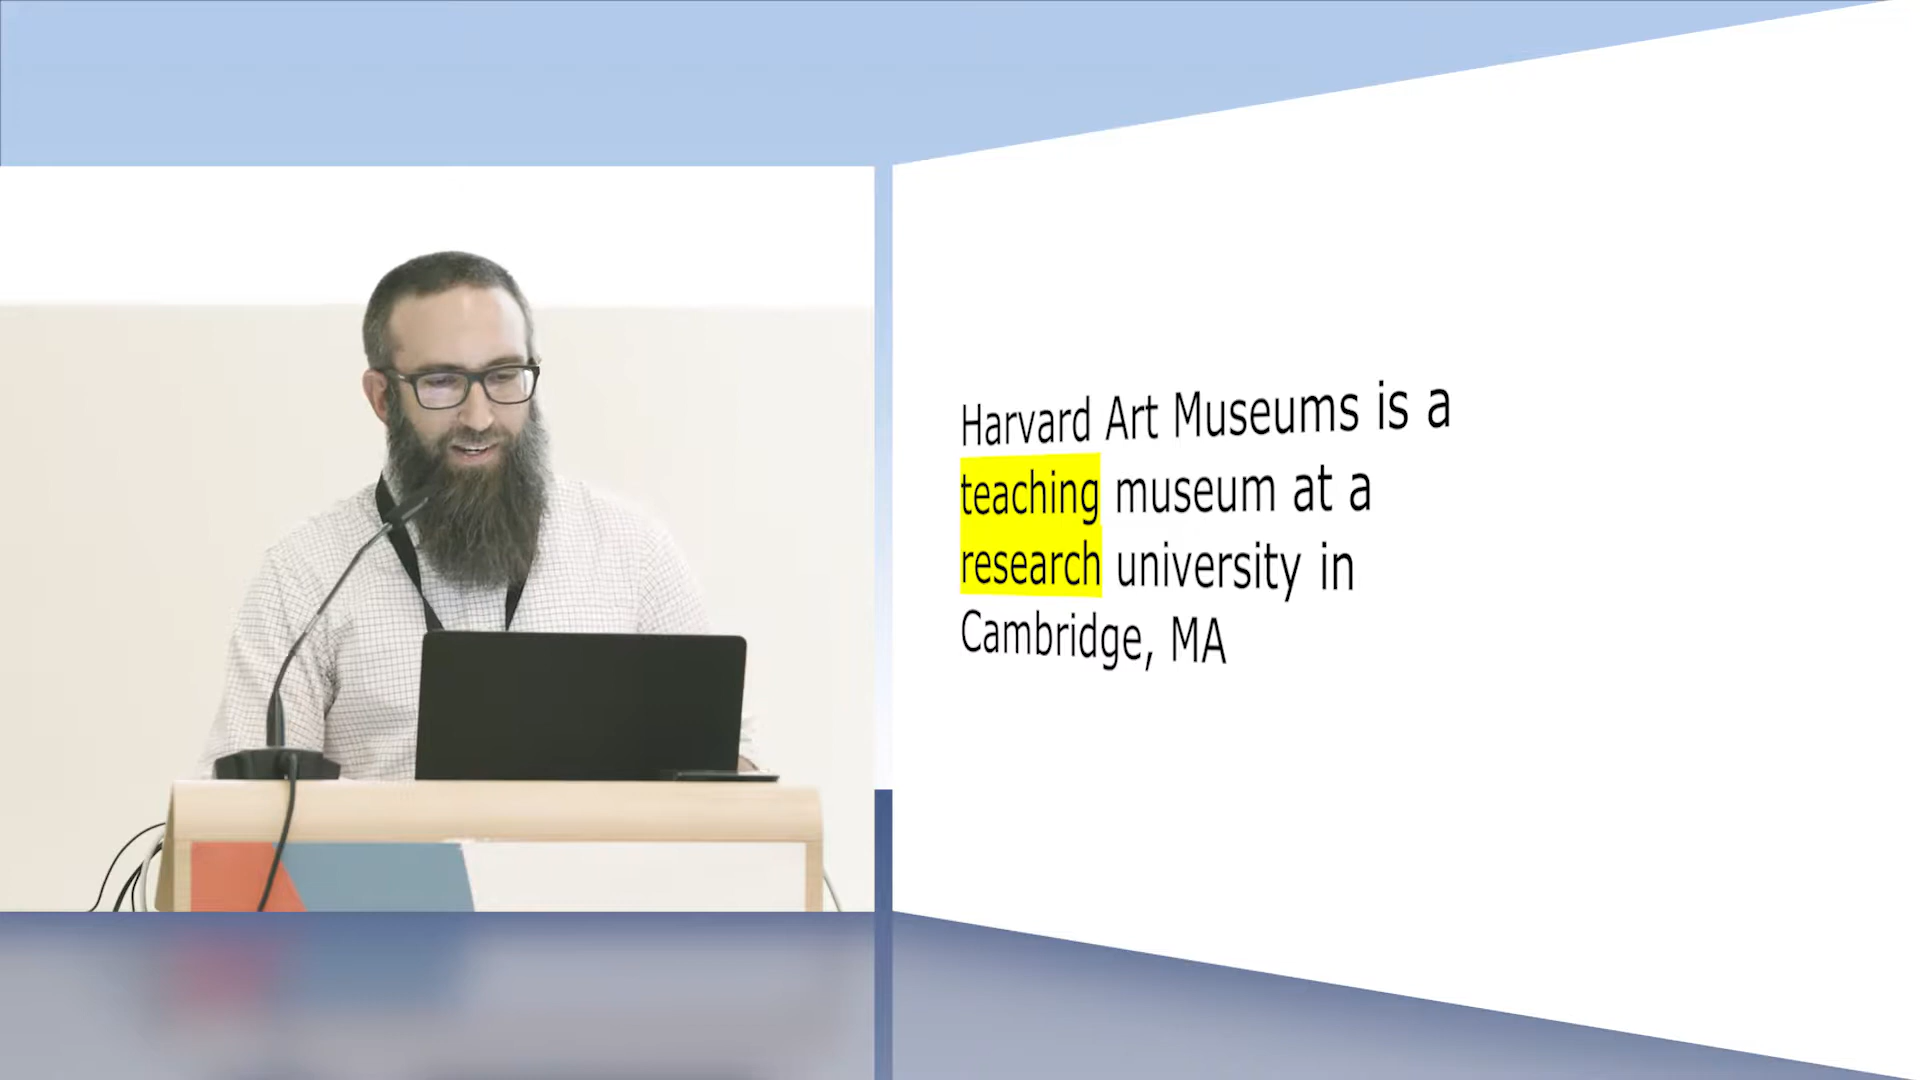 Harvard Art Museums is a
teaching museum at a
research university in
Cambridge, MA